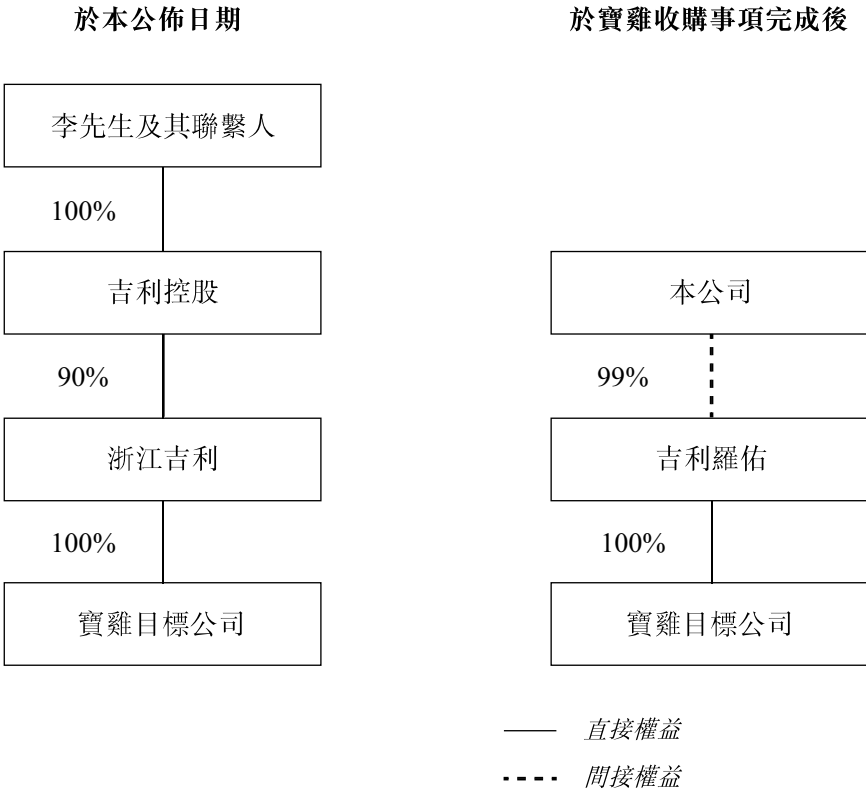 於本公佈日期
李先生及其聯繫人
100%
吉利控股
90%
浙江吉利
100%
寶雞目標公司
於寶雞收購事項完成後
本公司
99%
吉利羅佑
100%
寶雞目標公司
直接權益
間接權益